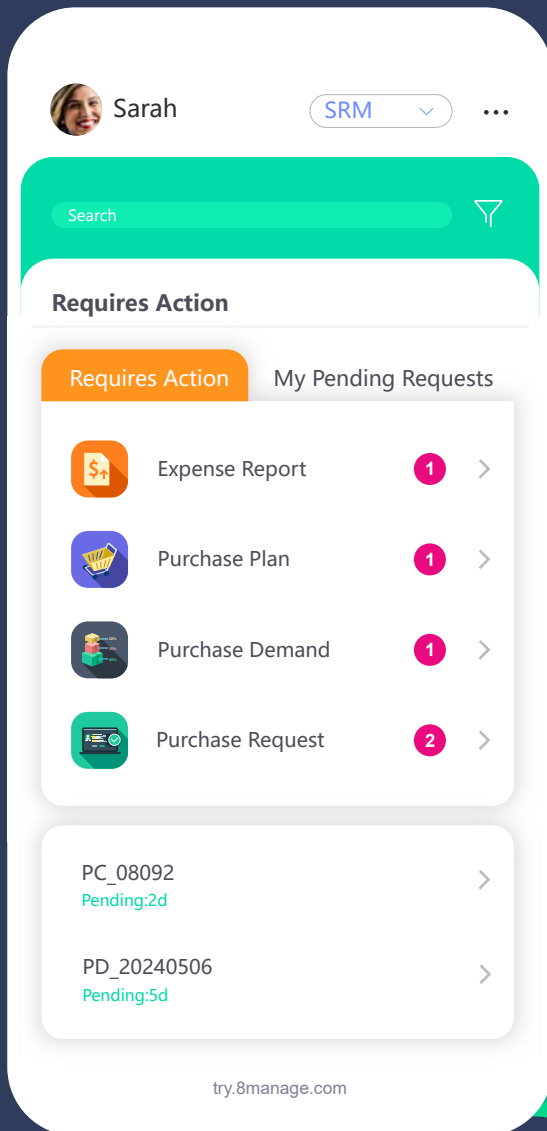 Sarah
SRM
Search
Requires Action
Requires Action
My Pending Requests
Expense Report
1
Purchase Plan
1
Purchase Demand
1
Purchase Request
2
PC_08092
Pending:2d
PD_20240506
Pending:5d
try.8manage.com